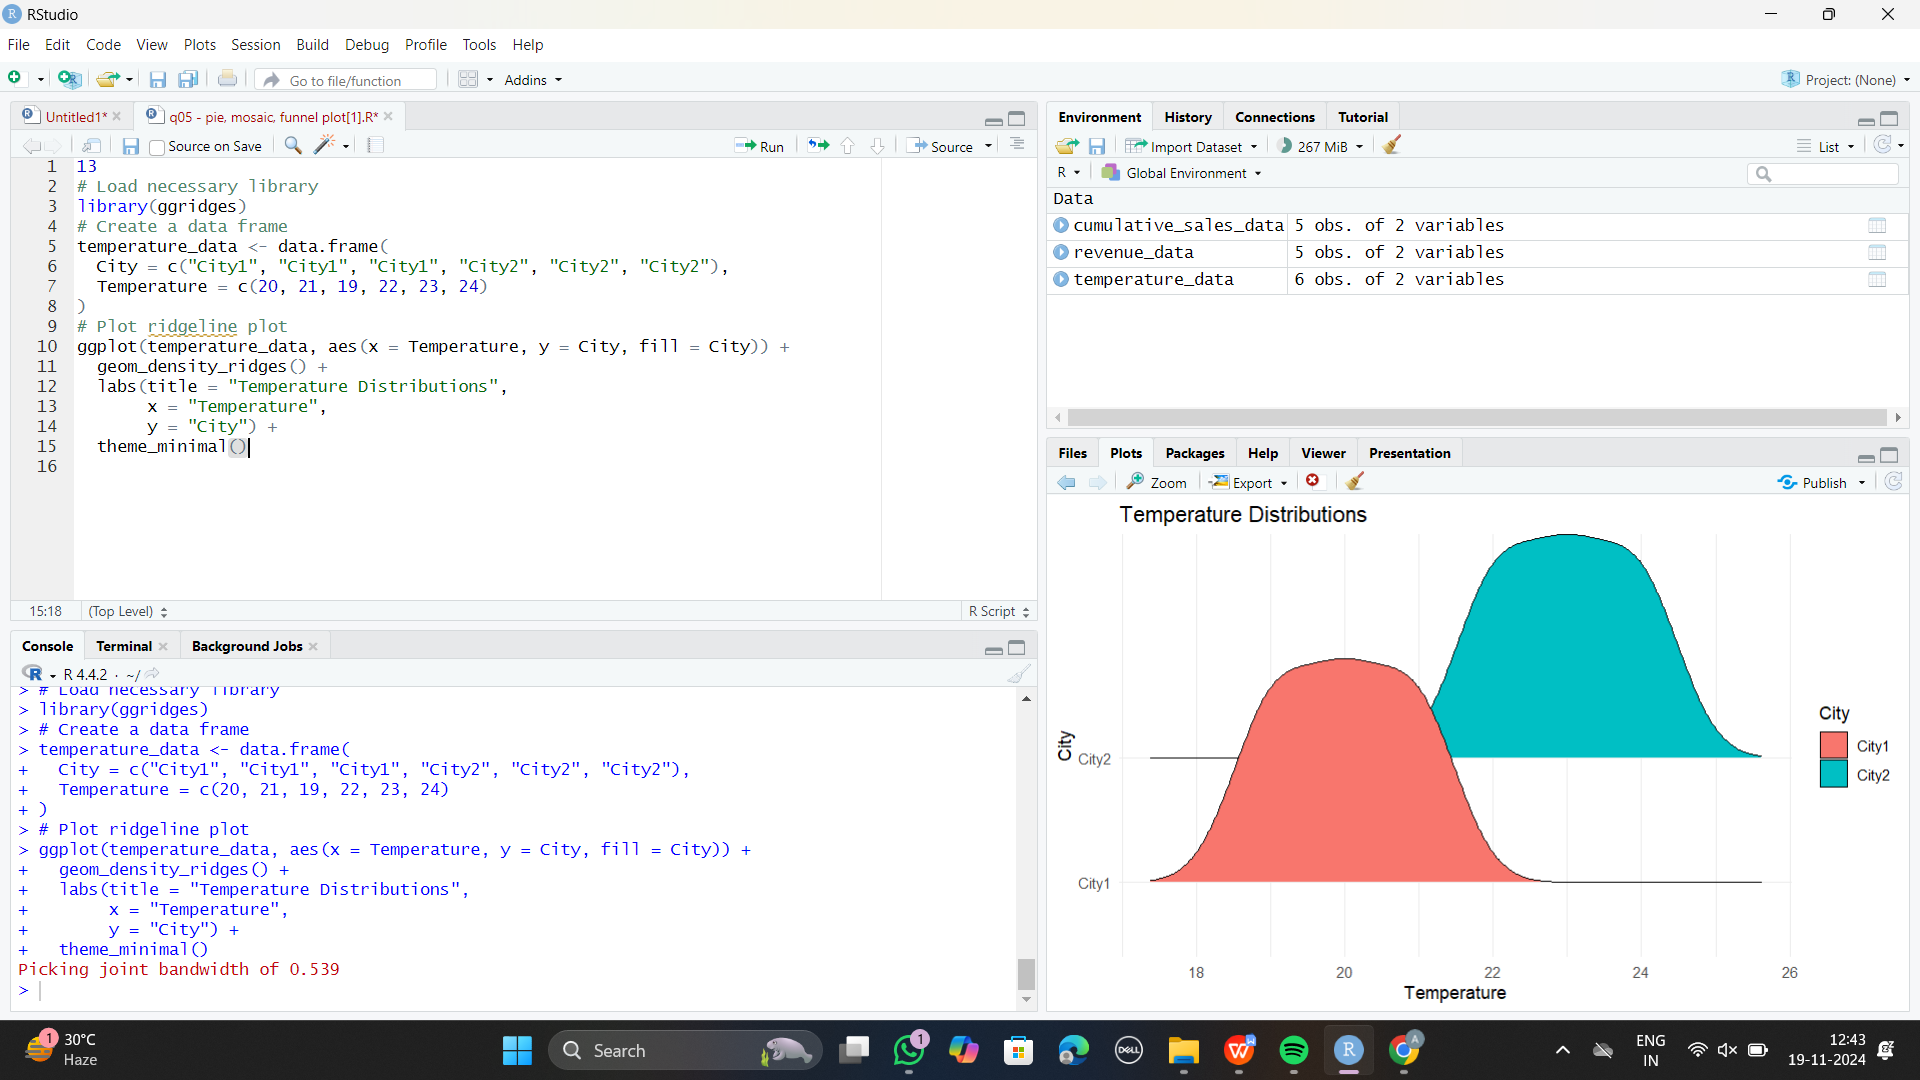 RStudio
File Edit Code View Plots Session Build Debug Profile Tools Help
Go to file/function Addins Project: (None)
Untitled1* q05 - pie, mosaic, funnel plot[1].R*
Source on Save Run Source
1 13
2 # Load necessary library
3 library(ggridges)
4 # Create a data frame
5 temperature_data <- data.frame(
6 City = c("City1", "City1", "City1", "City2", "City2", "City2"),
7 Temperature = c(20, 21, 19, 22, 23, 24)
8 )
9 # Plot ridgeline plot
10 ggplot(temperature_data, aes(x = Temperature, y = City, fill = City)) +
11 geom_density_ridges() +
12 labs(title = "Temperature Distributions",
13 x = "Temperature",
14 y = "City") +
15 theme_minimal()
16
15:18 (Top Level) R Script
Console Terminal Background Jobs
R 4.4.2 · ~/
> # Load necessary library
> library(ggridges)
> # Create a data frame
> temperature_data <- data.frame(
+ City = c("City1", "City1", "City1", "City2", "City2", "City2"),
+ Temperature = c(20, 21, 19, 22, 23, 24)
+ )
> # Plot ridgeline plot
> ggplot(temperature_data, aes(x = Temperature, y = City, fill = City)) +
+ geom_density_ridges() +
+ labs(title = "Temperature Distributions",
+ x = "Temperature",
+ y = "City") +
+ theme_minimal()
Picking joint bandwidth of 0.539
>
Environment History Connections Tutorial
Import Dataset 267 MiB List
R Global Environment
Data
cumulative_sales_data 5 obs. of 2 variables
revenue_data 5 obs. of 2 variables
temperature_data 6 obs. of 2 variables
Files Plots Packages Help Viewer Presentation
Zoom Export Publish
Temperature Distributions
City
City2
City1
18 20 22 24 26
Temperature
City
City1
City2
1 30°C
Haze
Search
1
W
DELL
R
A
ENG
IN
12:43
19-11-2024